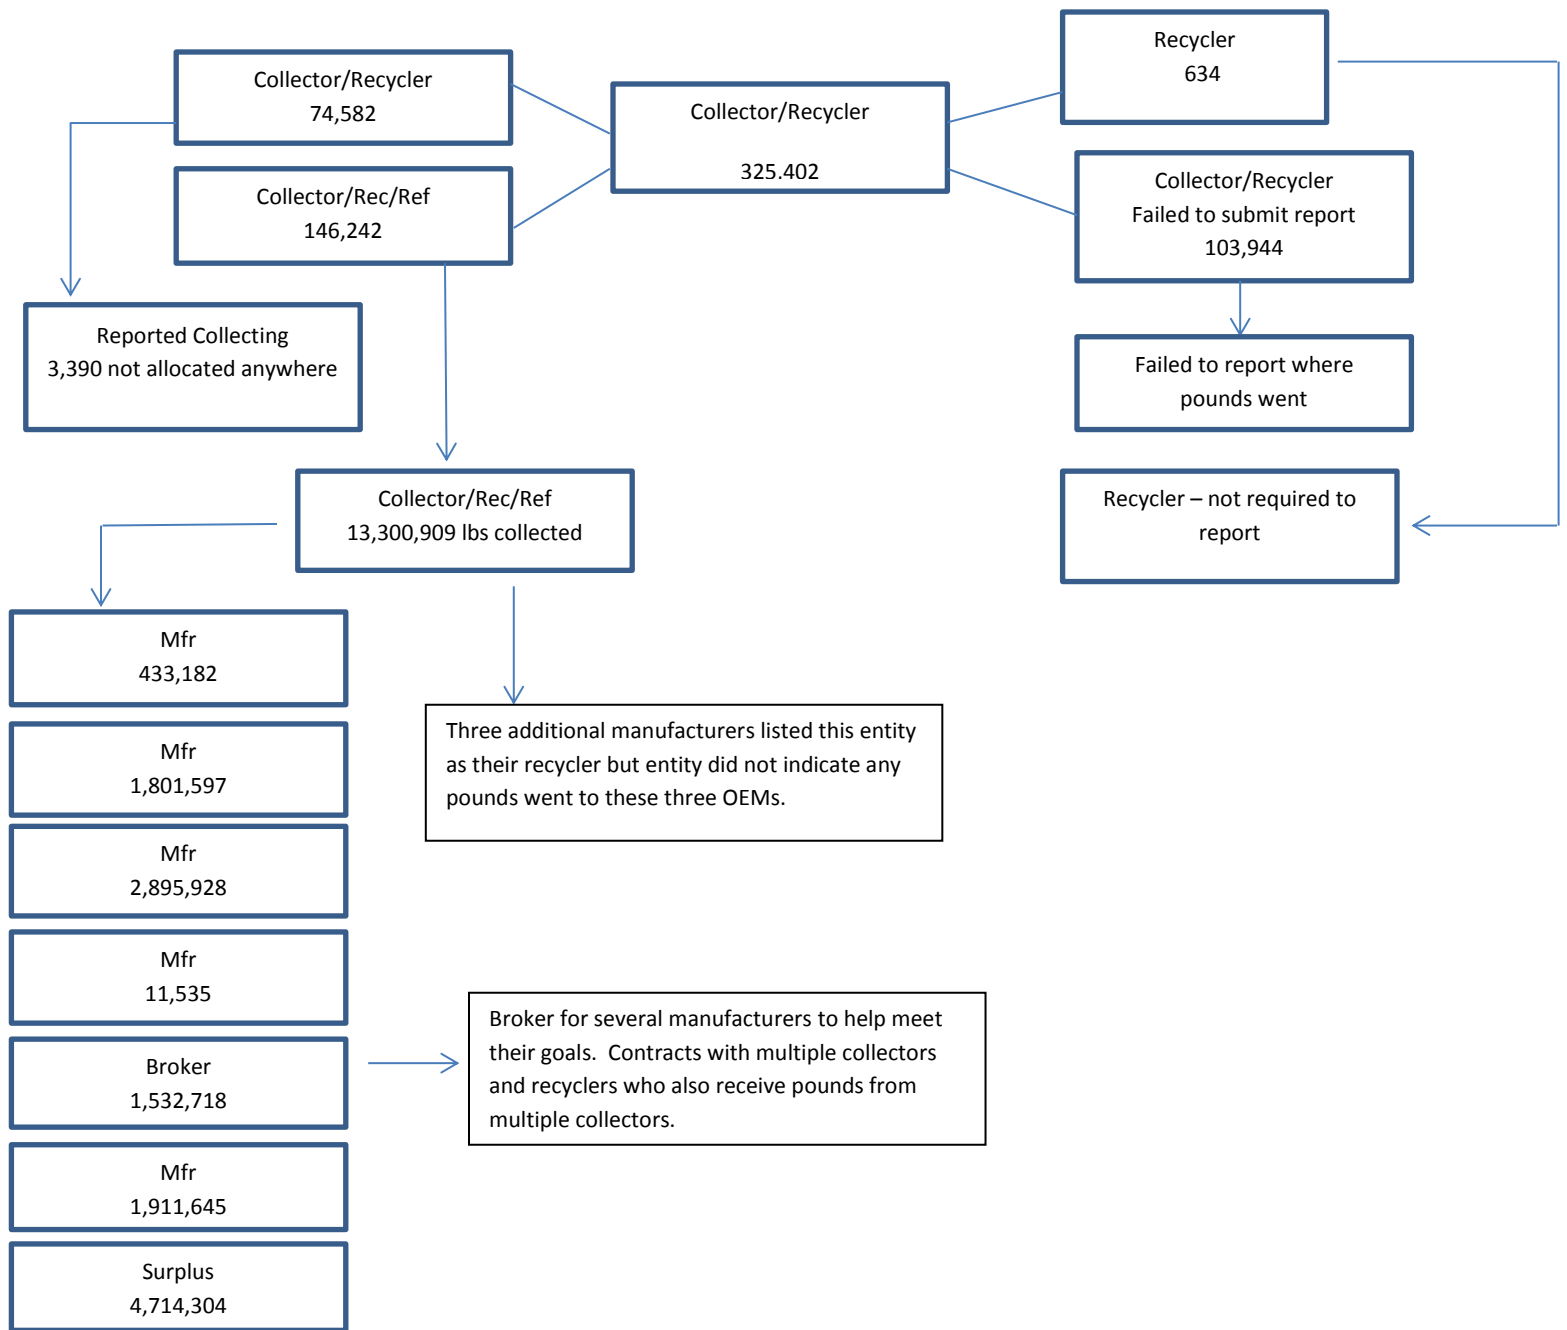 Recycler
634
Collector/Recycler
74,582
Collector/Recycler
325.402
Collector/Recycler
Failed to submit report
103,944
Collector/Rec/Ref
146,242
Reported Collecting
3,390 not allocated anywhere
Failed to report where
pounds went
Collector/Rec/Ref
13,300,909 lbs collected
Recycler – not required to
report
Mfr
433,182
Three additional manufacturers listed this entity
as their recycler but entity did not indicate any
pounds went to these three OEMs.
Mfr
1,801,597
Mfr
2,895,928
Mfr
11,535
Broker for several manufacturers to help meet
their goals.  Contracts with multiple collectors
and recyclers who also receive pounds from
multiple collectors.
Broker
1,532,718
Mfr
1,911,645
Surplus
4,714,304